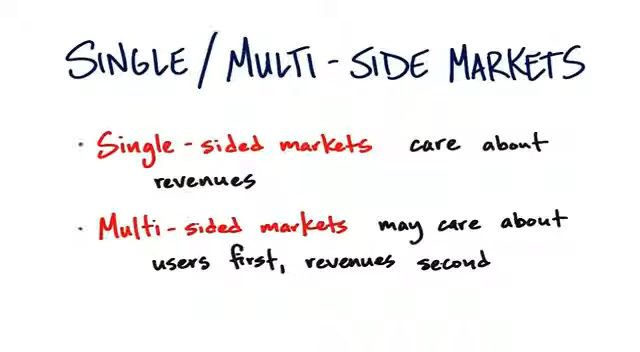 SINGLE / MULTI-SIDE MARKETS
· Single-sided markets care about
revenues
· Multi-sided markets may care about
users first, revenues second